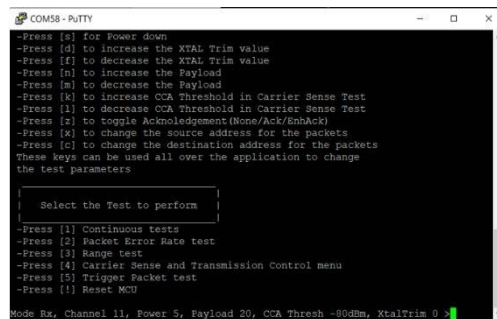 COM58 - PuTTY
-Press [s] for Power down
-Press [d] to increase the XTAL Trim value
-Press [f] to decrease the XTAL Trim value
-Press [n] to increase the Payload
-Press [m] to decrease the Payload
-Press [k] to increase CCA Threshold in Carrier Sense Test
-Press [l] to decrease CCA Threshold in Carrier Sense Test
-Press [z] to toggle Acknoledgement(None/Ack/EnhAck)
-Press [x] to change the source address for the packets
-Press [c] to change the destination address for the packets
These keys can be used all over the application to change
the test parameters
Select the Test to perform
-Press [1] Continuous tests
-Press [2] Packet Error Rate test
-Press [3] Range test
-Press [4] Carrier Sense and Transmission Control menu
-Press [5] Trigger Packet test
-Press [!] Reset MCU
Mode Rx, Channel 11, Power 5, Payload 20, CCA Thresh -80dBm, XtalTrim 0 >